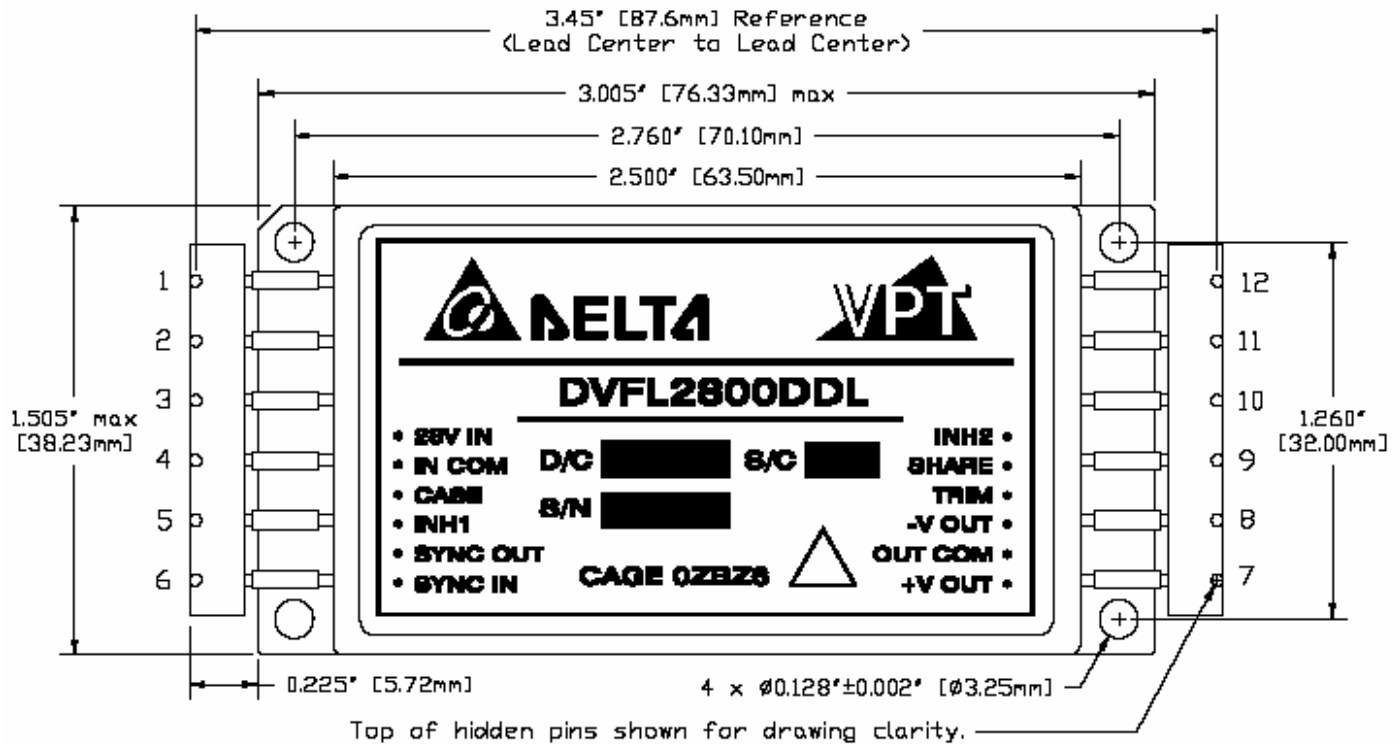 3.45" [87.6mm] Reference
(Lead Center to Lead Center)
3.005" [76.33mm] max
2.760" [70.10mm]
2.500" [63.50mm]
1
2
3
4
5
6
1.505" max
[38.23mm]
DELTA
VPT
DVFL2800DDL
• 28V IN
• IN COM
• CASE
• INH1
• SYNC OUT
• SYNC IN
D/C
S/C
S/N
CAGE 0ZBZ6
INH2 •
SHARE •
TRIM •
-V OUT •
OUT COM •
+V OUT •
12
11
10
9
8
7
1.260"
[32.00mm]
0.225" [5.72mm]
4 x ø0.128"±0.002" [ø3.25mm]
Top of hidden pins shown for drawing clarity.